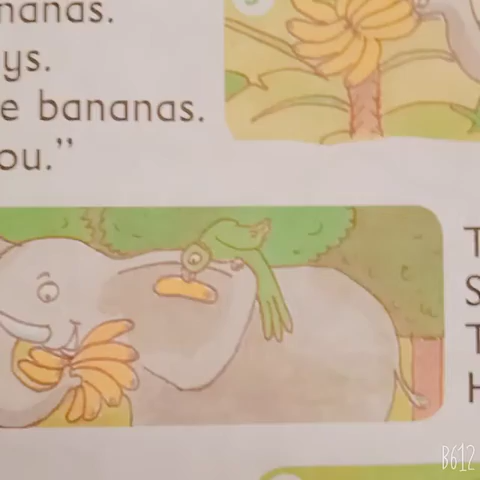 nanas.
ys.
e bananas.
ou.”
T
S
T
H
B612